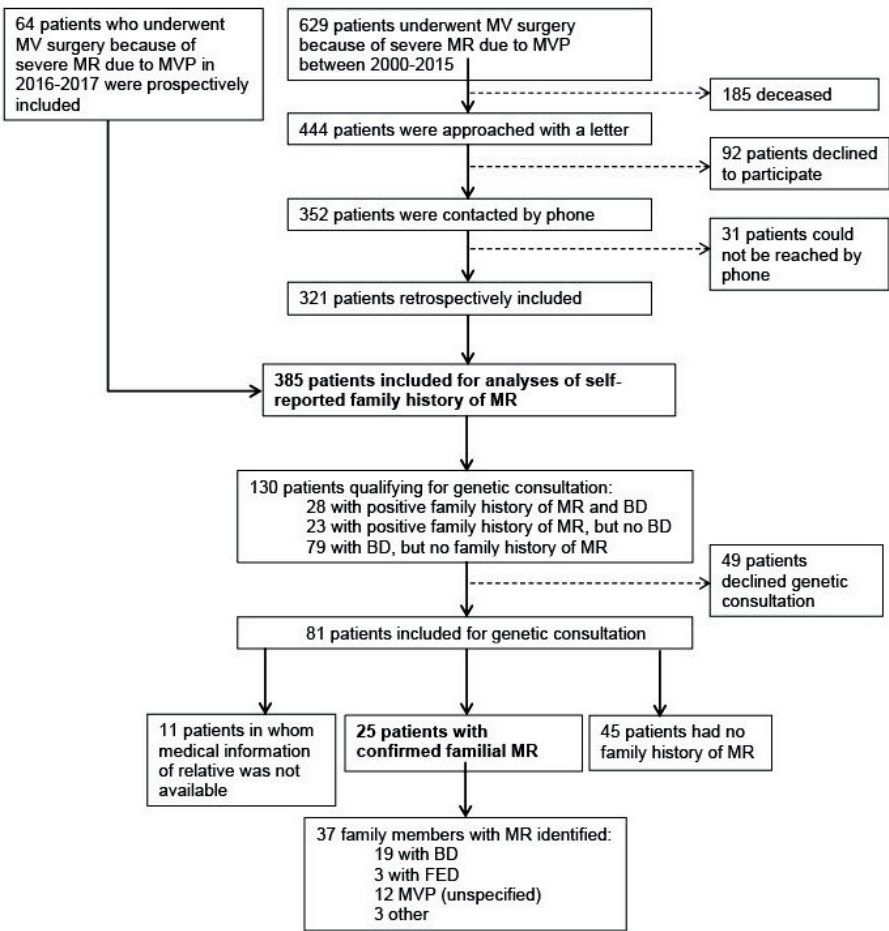 64 patients who underwent
MV surgery because of
severe MR due to MVP in
2016-2017 were prospectively
included
629 patients underwent MV surgery
because of severe MR due to MVP
between 2000-2015
185 deceased
444 patients were approached with a letter
92 patients declined
to participate
352 patients were contacted by phone
31 patients could
not be reached by
phone
321 patients retrospectively included
385 patients included for analyses of self-
reported family history of MR
130 patients qualifying for genetic consultation:
28 with positive family history of MR and BD
23 with positive family history of MR, but no BD
79 with BD, but no family history of MR
49 patients
declined genetic
consultation
81 patients included for genetic consultation
11 patients in whom
medical information
of relative was not
available
25 patients with
confirmed familial MR
45 patients had no
family history of MR
37 family members with MR identified:
19 with BD
3 with FED
12 MVP (unspecified)
3 other